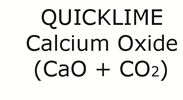 QUICKLIME
Calcium Oxide
(CaO + CO2)